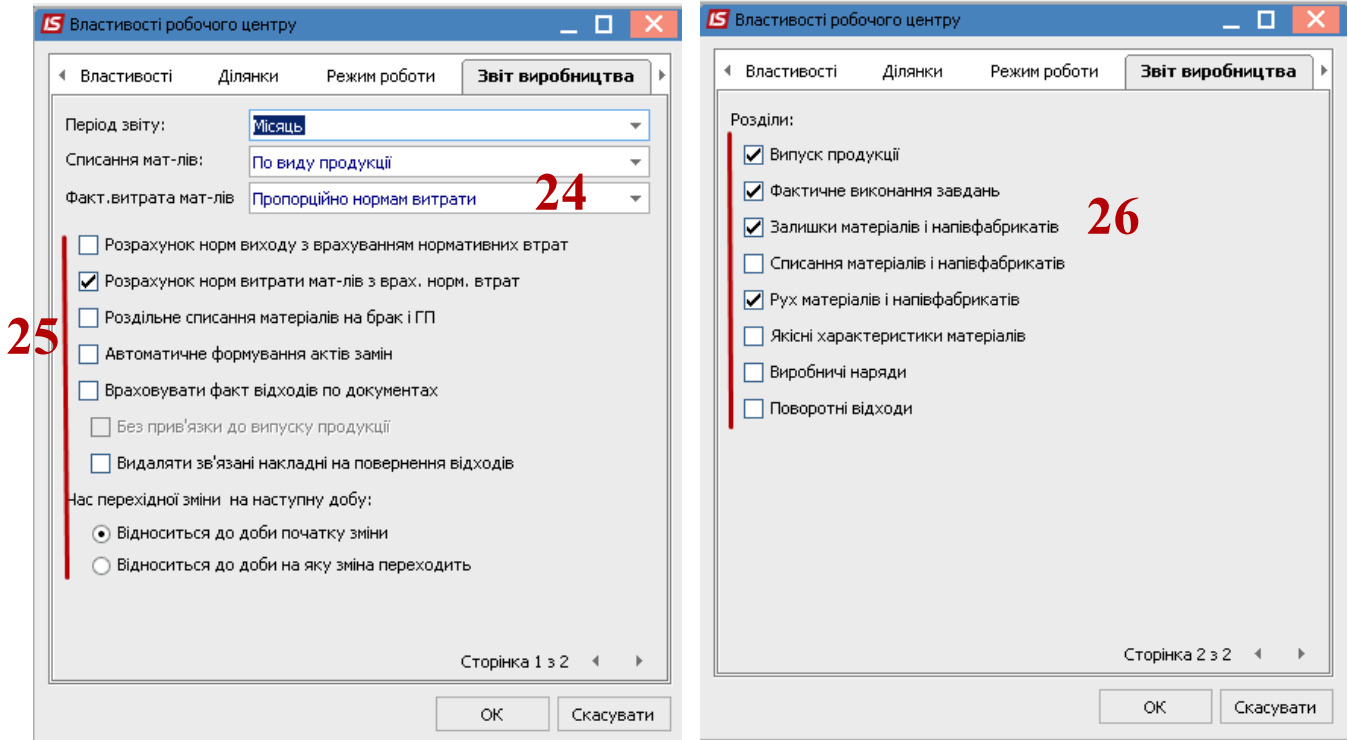 Властивості робочого центру
Властивості Ділянки Режим роботи Звіт виробництва
Період звіту: Місяць
Списання мат-лів: По виду продукції
Факт.витрата мат-лів Пропорційно нормам витрати
24
Розрахунок норм виходу з врахуванням нормативних втрат
Розрахунок норм витрати мат-лів з врах. норм. втрат
Роздільне списання матеріалів на брак і ГП
25
Автоматичне формування актів замін
Враховувати факт відходів по документах
Без прив'язки до випуску продукції
Видаляти зв'язані накладні на повернення відходів
Час перехідної зміни на наступну добу:
Відноситься до доби початку зміни
Відноситься до доби на яку зміна переходить
Сторінка 1 з 2
ОК Скасувати
Властивості робочого центру
Властивості Ділянки Режим роботи Звіт виробництва
Розділи:
Випуск продукції
Фактичне виконання завдань
26
Залишки матеріалів і напівфабрикатів
Списання матеріалів і напівфабрикатів
Рух матеріалів і напівфабрикатів
Якісні характеристики матеріалів
Виробничі наряди
Поворотні відходи
Сторінка 2 з 2
ОК Скасувати